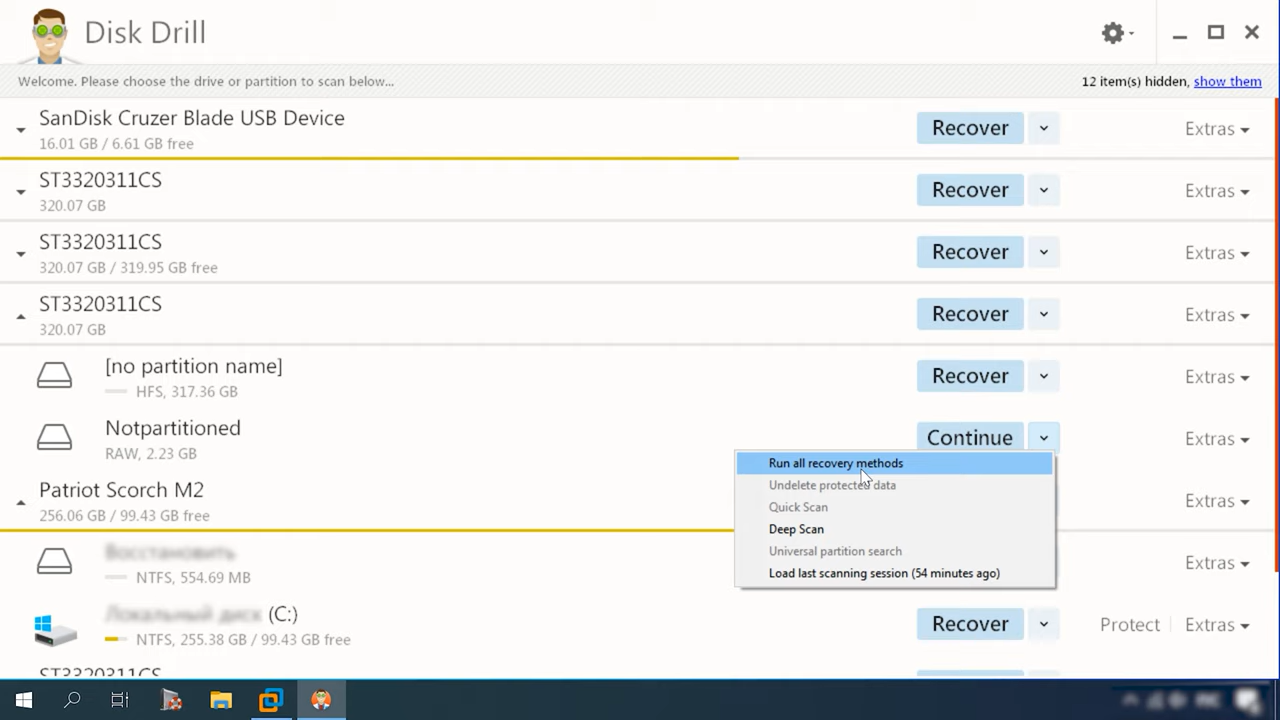 Disk Drill
Welcome. Please choose the drive or partition to scan below...
12 item(s) hidden, show them
SanDisk Cruzer Blade USB Device
16.01 GB / 6.61 GB free
Recover
Extras
ST3320311CS
320.07 GB
Recover
Extras
ST3320311CS
320.07 GB / 319.95 GB free
Recover
Extras
ST3320311CS
320.07 GB
Recover
Extras
[no partition name]
HFS, 317.36 GB
Recover
Extras
Notpartitioned
RAW, 2.23 GB
Continue
Extras
Run all recovery methods
Undelete protected data
Quick Scan
Deep Scan
Universal partition search
Load last scanning session (54 minutes ago)
Patriot Scorch M2
256.06 GB / 99.43 GB free
Extras
Восстановить
NTFS, 554.69 MB
Extras
Локальный диск (C:)
NTFS, 255.38 GB / 99.43 GB free
Recover
Protect
Extras
ST3320311CS